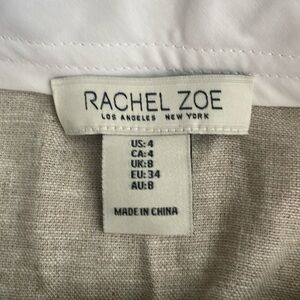 RACHEL ZOE
LOS ANGELES NEW YORK
US: 4
CA: 4
UK: 8
EU: 34
AU: 8
MADE IN CHINA